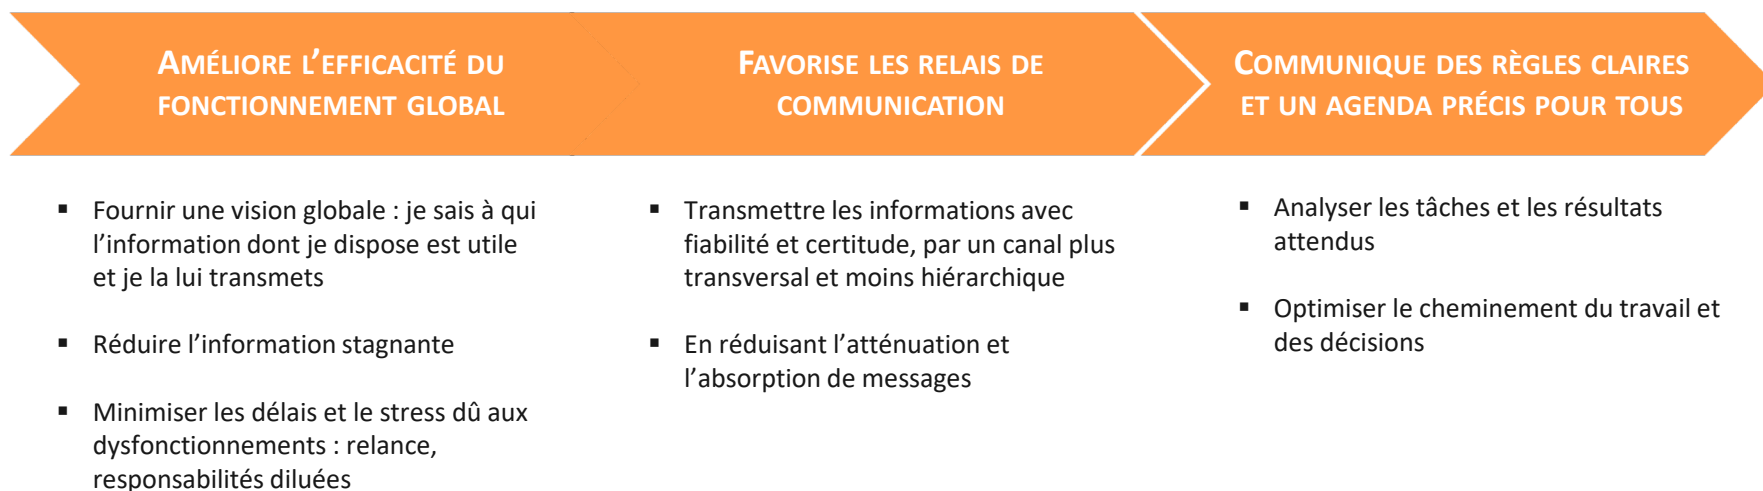 AMÉLIORE L’EFFICACITÉ DU
FONCTIONNEMENT GLOBAL
▪ Fournir une vision globale : je sais à qui
l’information dont je dispose est utile
et je la lui transmets
▪ Réduire l’information stagnante
▪ Minimiser les délais et le stress dû aux
dysfonctionnements : relance,
responsabilités diluées
FAVORISE LES RELAIS DE
COMMUNICATION
▪ Transmettre les informations avec
fiabilité et certitude, par un canal plus
transversal et moins hiérarchique
▪ En réduisant l’atténuation et
l’absorption de messages
COMMUNIQUE DES RÈGLES CLAIRES
ET UN AGENDA PRÉCIS POUR TOUS
▪ Analyser les tâches et les résultats
attendus
▪ Optimiser le cheminement du travail et
des décisions